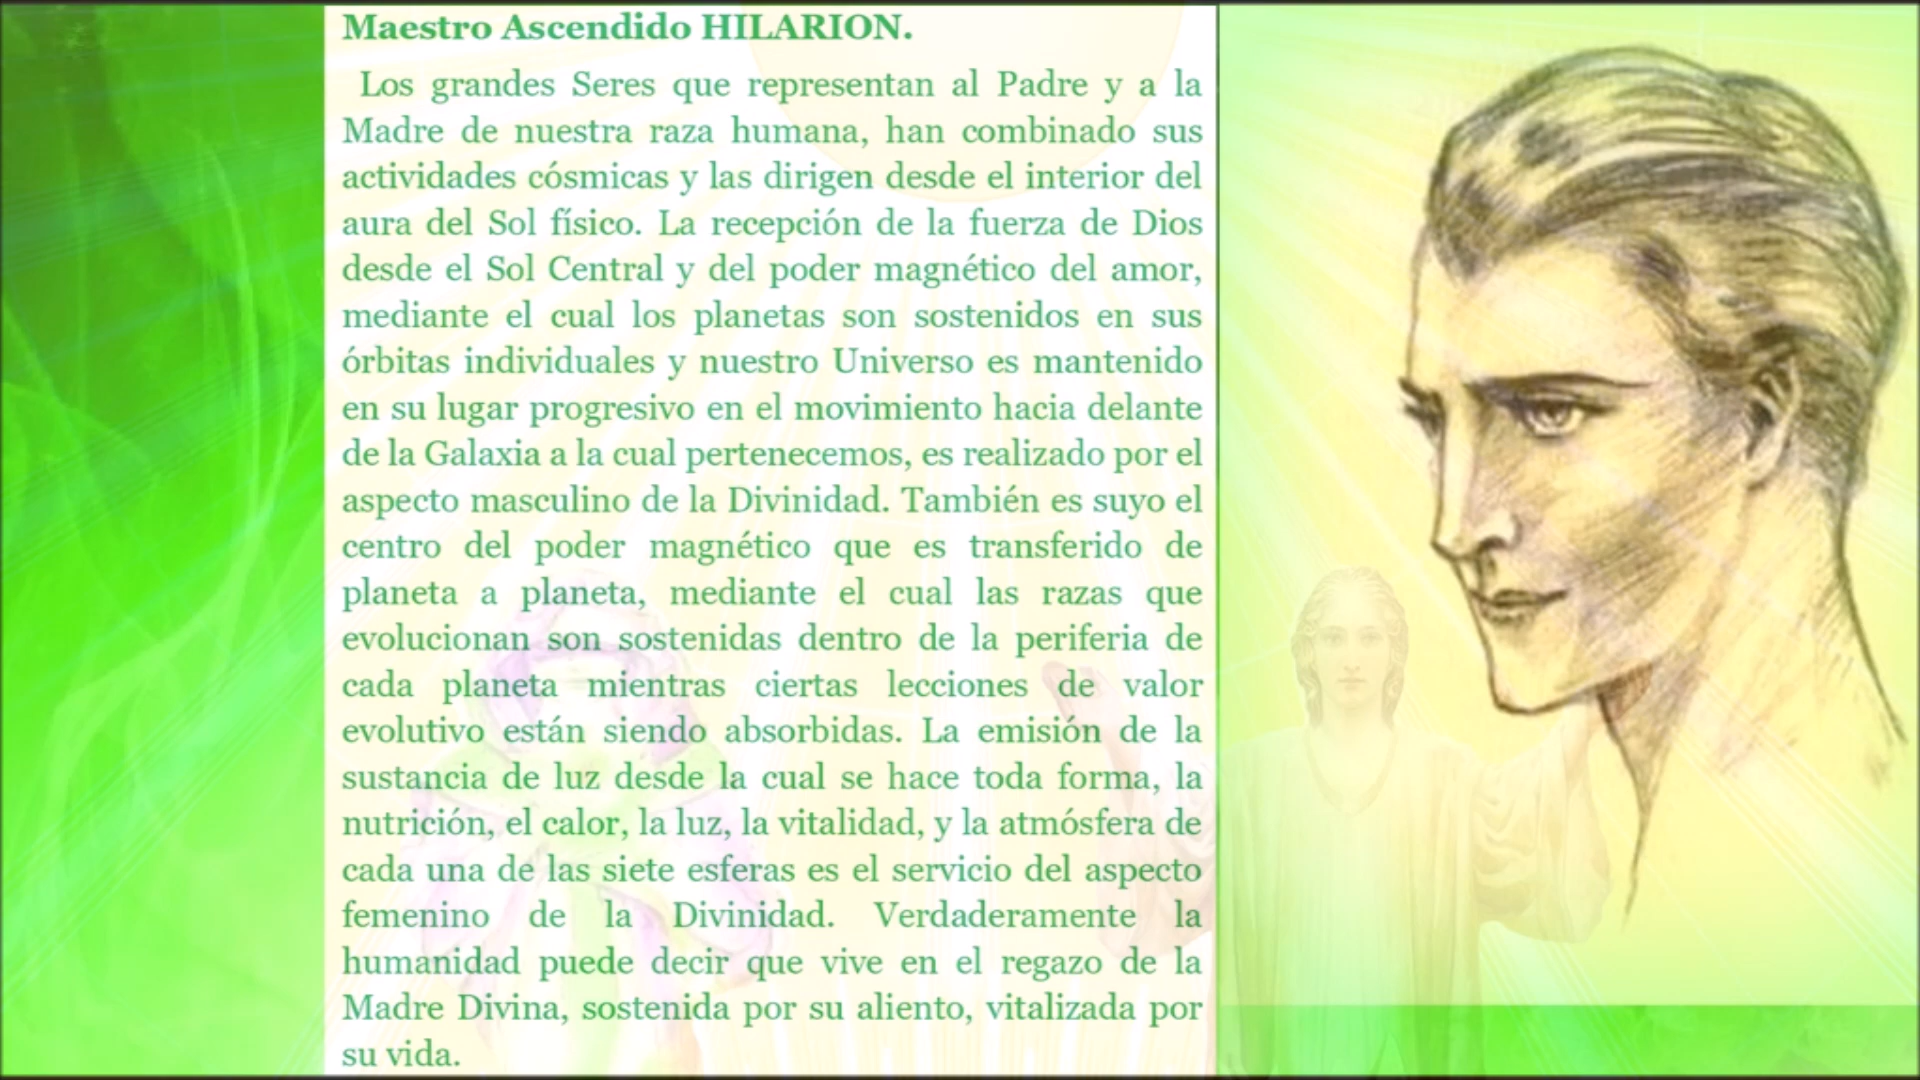 Maestro Ascendido HILARION.
Los grandes Seres que representan al Padre y a la
Madre de nuestra raza humana, han combinado sus
actividades cósmicas y las dirigen desde el interior del
aura del Sol físico. La recepción de la fuerza de Dios
desde el Sol Central y del poder magnético del amor,
mediante el cual los planetas son sostenidos en sus
órbitas individuales y nuestro Universo es mantenido
en su lugar progresivo en el movimiento hacia delante
de la Galaxia a la cual pertenecemos, es realizado por el
aspecto masculino de la Divinidad. También es suyo el
centro del poder magnético que es transferido de
planeta a planeta, mediante el cual las razas que
evolucionan son sostenidas dentro de la periferia de
cada planeta mientras ciertas lecciones de valor
evolutivo están siendo absorbidas. La emisión de la
sustancia de luz desde la cual se hace toda forma, la
nutrición, el calor, la luz, la vitalidad, y la atmósfera de
cada una de las siete esferas es el servicio del aspecto
femenino de la Divinidad. Verdaderamente la
humanidad puede decir que vive en el regazo de la
Madre Divina, sostenida por su aliento, vitalizada por
su vida.